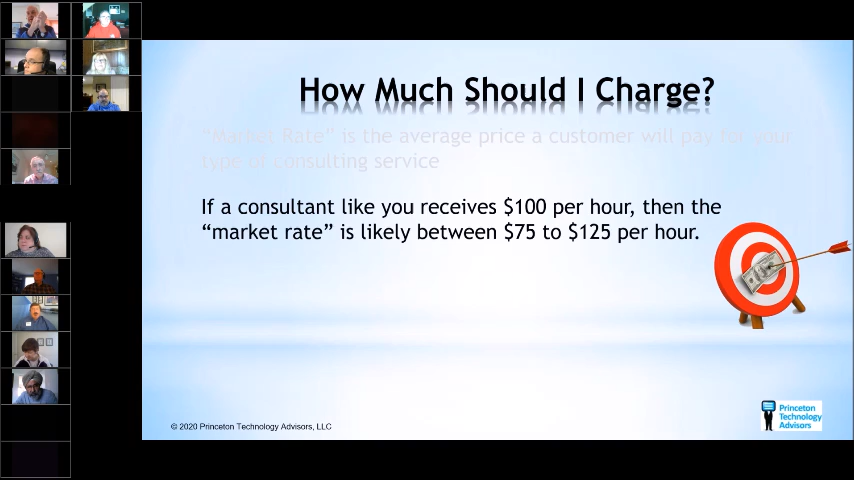 How Much Should I Charge?
“Market Rate” is the average price a customer will pay for your
type of consulting service
If a consultant like you receives $100 per hour, then the
“market rate” is likely between $75 to $125 per hour.
© 2020 Princeton Technology Advisors, LLC
Princeton
Technology
Advisors